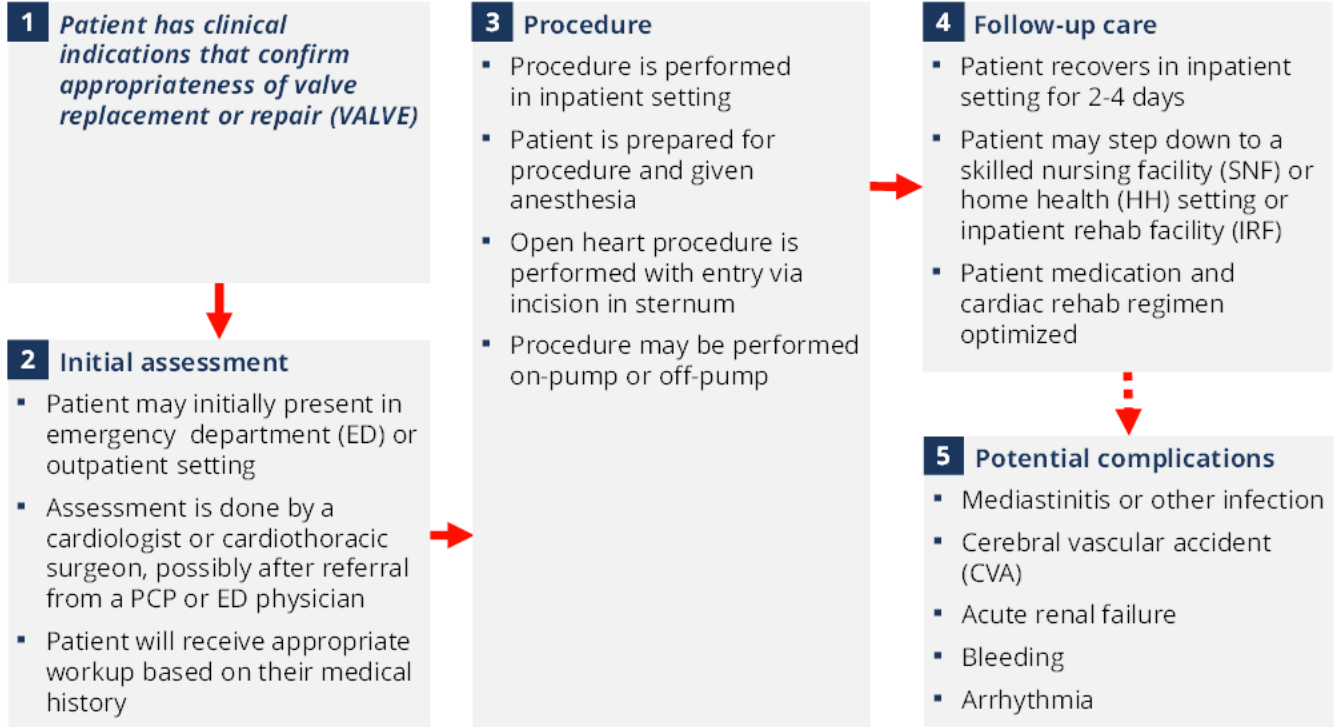 1 Patient has clinical
indications that confirm
appropriateness of valve
replacement or repair (VALVE)
2 Initial assessment
▪ Patient may initially present in
emergency department (ED) or
outpatient setting
▪ Assessment is done by a
cardiologist or cardiothoracic
surgeon, possibly after referral
from a PCP or ED physician
▪ Patient will receive appropriate
workup based on their medical
history
3 Procedure
▪ Procedure is performed
in inpatient setting
▪ Patient is prepared for
procedure and given
anesthesia
▪ Open heart procedure is
performed with entry via
incision in sternum
▪ Procedure may be performed
on-pump or off-pump
4 Follow-up care
▪ Patient recovers in inpatient
setting for 2-4 days
▪ Patient may step down to a
skilled nursing facility (SNF) or
home health (HH) setting or
inpatient rehab facility (IRF)
▪ Patient medication and
cardiac rehab regimen
optimized
5 Potential complications
▪ Mediastinitis or other infection
▪ Cerebral vascular accident
(CVA)
▪ Acute renal failure
▪ Bleeding
▪ Arrhythmia